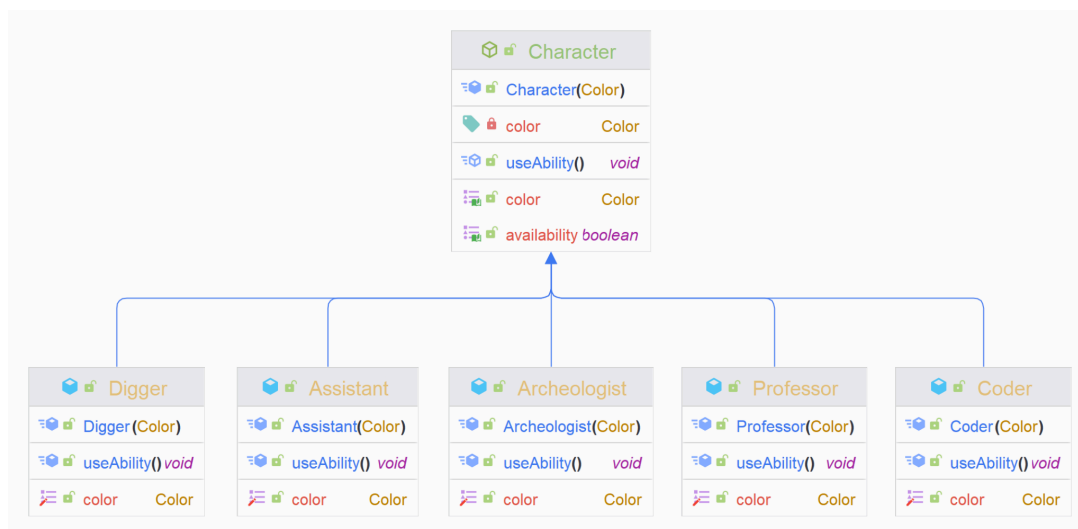 Character
Character(Color)
color Color
useAbility() void
color Color
availability boolean
Digger
Digger(Color)
useAbility() void
color Color
Assistant
Assistant(Color)
useAbility() void
color Color
Archeologist
Archeologist(Color)
useAbility() void
color Color
Professor
Professor(Color)
useAbility() void
color Color
Coder
Coder(Color)
useAbility() void
color Color